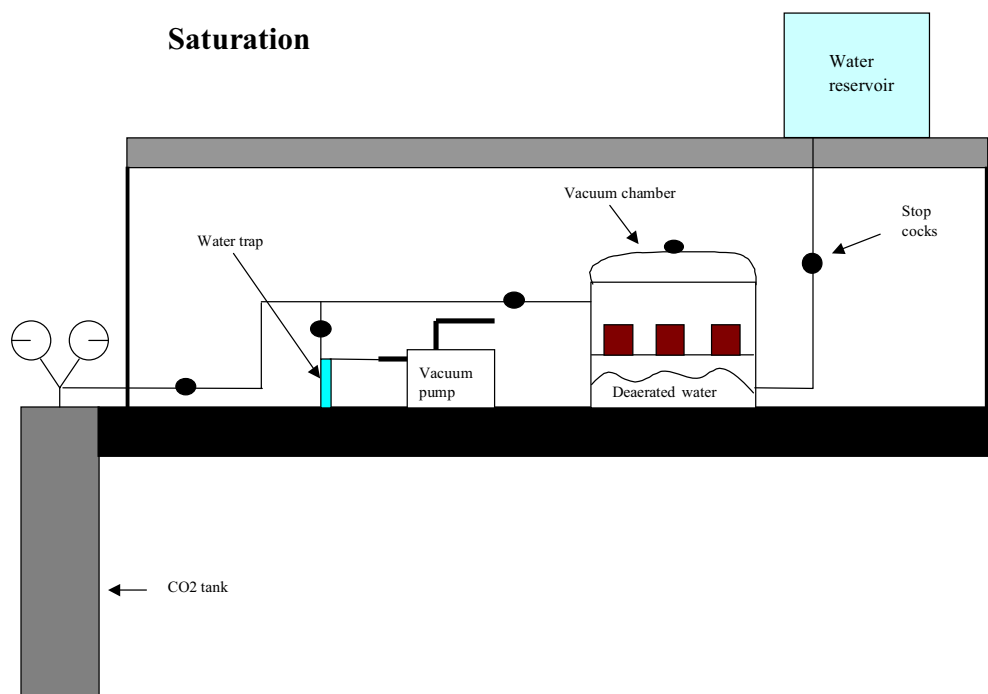 Saturation
Water
reservoir
Vacuum chamber
Stop
cocks
Water trap
Vacuum
pump
Deaerated water
CO2 tank